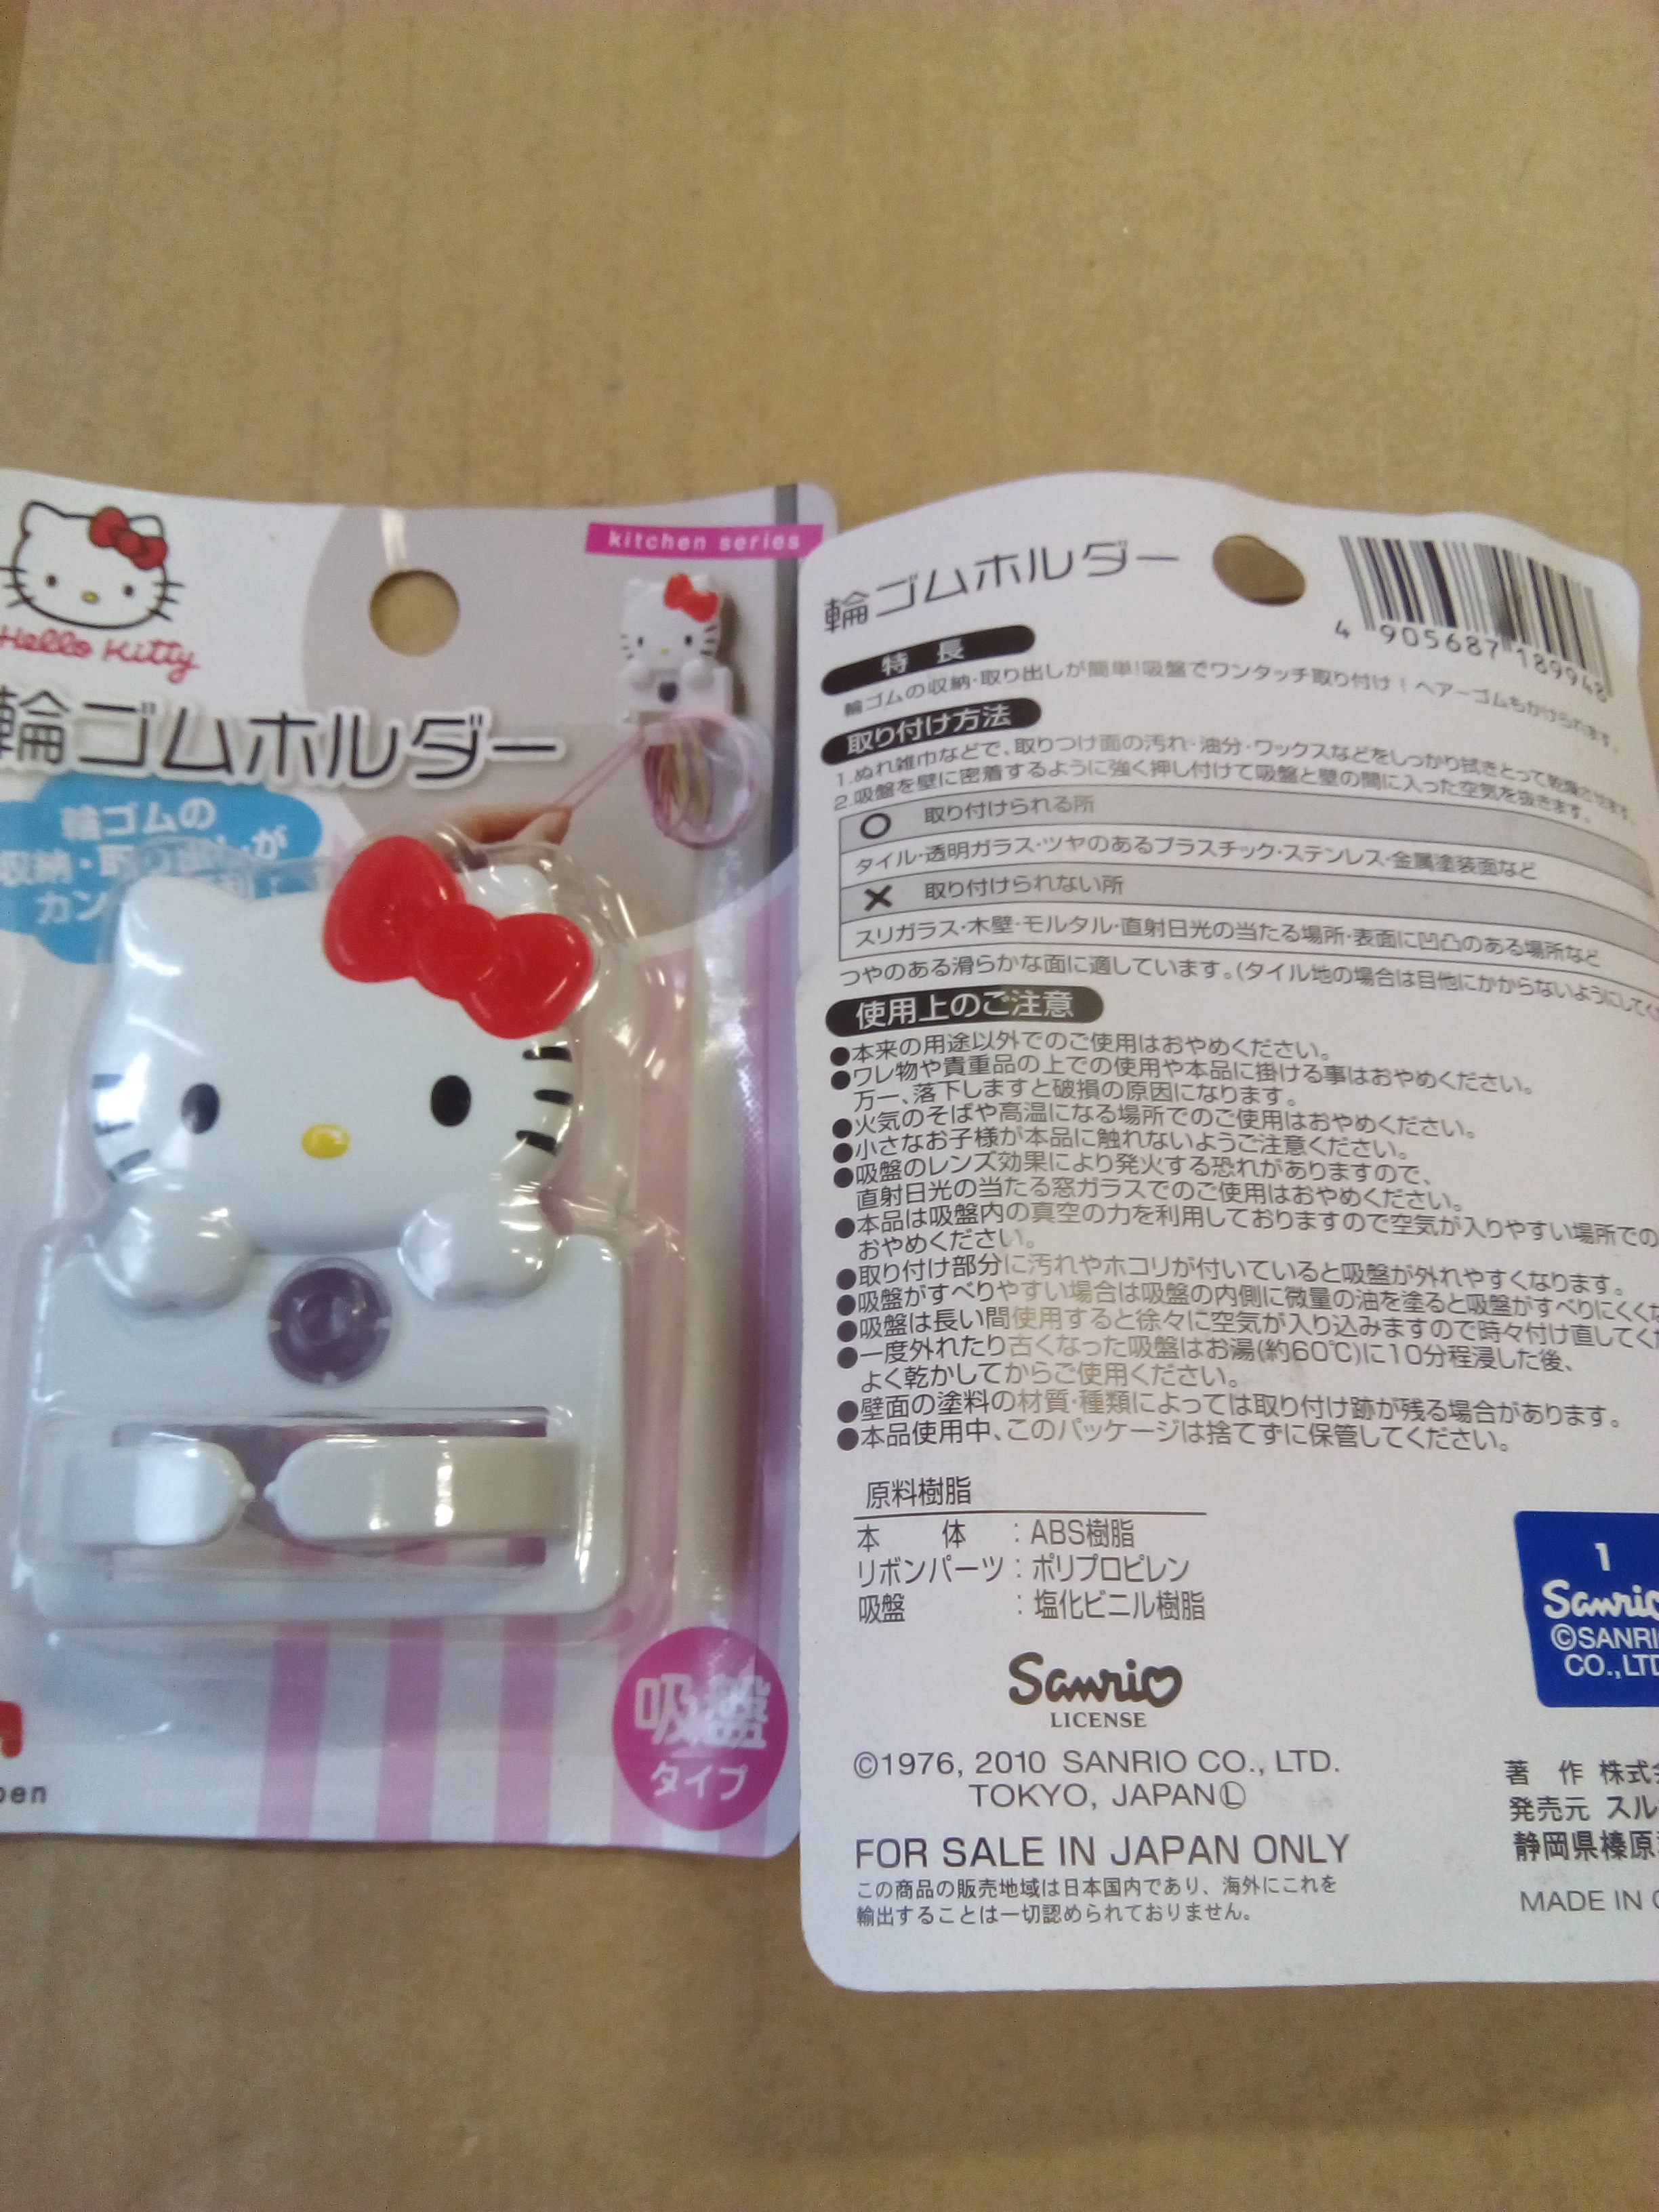 Hello Kitty
kitchen series
輪ゴムホルダー
輪ゴムの
収納・取り出しが
カン
吸盤
タイプ
pen
輪ゴムホルダー
4 905687 189948
特 長
輪ゴムの収納・取り出しが簡単!吸盤でワンタッチ取り付け!ヘアーゴムもかけられます。
取り付け方法
1.ぬれ雑巾などで、取りつけ面の汚れ・油分・ワックスなどをしっかり拭きとって乾燥させます。
2.吸盤を壁に密着するように強く押し付けて吸盤と壁の間に入った空気を抜きます。
○ 取り付けられる所
タイル・透明ガラス・ツヤのあるプラスチック・ステンレス・金属塗装面など
× 取り付けられない所
スリガラス・木壁・モルタル・直射日光の当たる場所・表面に凹凸のある場所など
つやのある滑らかな面に適しています。(タイル地の場合は目地にかからないようにしてく
使用上のご注意
●本来の用途以外でのご使用はおやめください。
●ワレ物や貴重品の上での使用や本品に掛ける事はおやめください。
万一、落下しますと破損の原因になります。
●火気のそばや高温になる場所でのご使用はおやめください。
●小さなお子様が本品に触れないようご注意ください。
●吸盤のレンズ効果により発火する恐れがありますので、
直射日光の当たる窓ガラスでのご使用はおやめください。
●本品は吸盤内の真空の力を利用しておりますので空気が入りやすい場所での
おやめください。
●取り付け部分に汚れやホコリが付いていると吸盤が外れやすくなります。
●吸盤がすべりやすい場合は吸盤の内側に微量の油を塗ると吸盤がすべりにくくな
●吸盤は長い間使用すると徐々に空気が入り込みますので時々付け直してくだ
●一度外れたり古くなった吸盤はお湯(約60℃)に10分程浸した後、
よく乾かしてからご使用ください。
●壁面の塗料の材質・種類によっては取り付け跡が残る場合があります。
●本品使用中、このパッケージは捨てずに保管してください。
原料樹脂
本 体 : ABS樹脂
リボンパーツ : ポリプロピレン
吸盤 : 塩化ビニル樹脂
Sanrio
LICENSE
©1976, 2010 SANRIO CO., LTD.
TOKYO, JAPANⓁ
FOR SALE IN JAPAN ONLY
この商品の販売地域は日本国内であり、海外にこれを
輸出することは一切認められておりません。
1
Sanrio
©SANRI
CO.,LTD
著 作 株式
発売元 スル
静岡県榛原
MADE IN